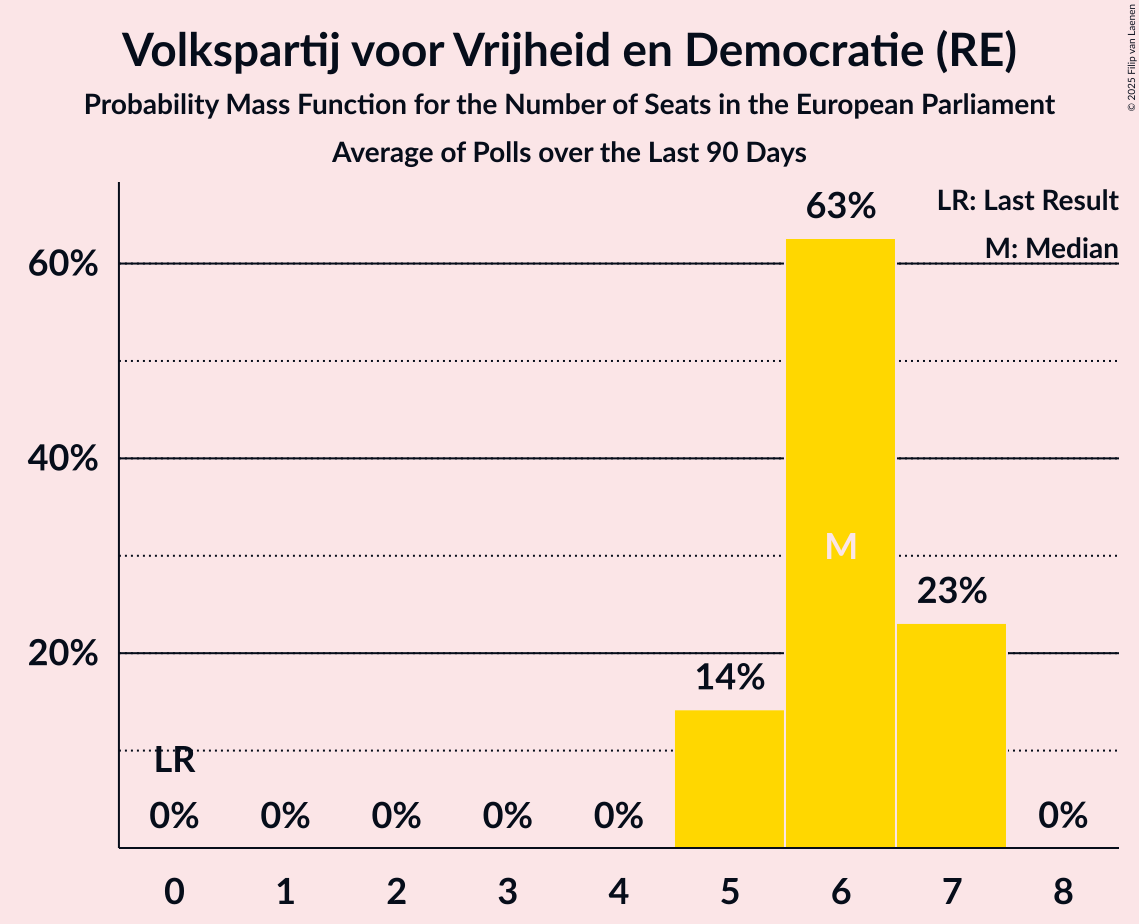 Volkspartij voor Vrijheid en Democratie (RE)
Probability Mass Function for the Number of Seats in the European Parliament
Average of Polls over the Last 90 Days
© 2025 Filip van Laenen
LR: Last Result
M: Median
63%
60%
40%
M
23%
20%
14%
LR
0% 0% 0% 0% 0% 0%
0 1 2 3 4 5 6 7 8